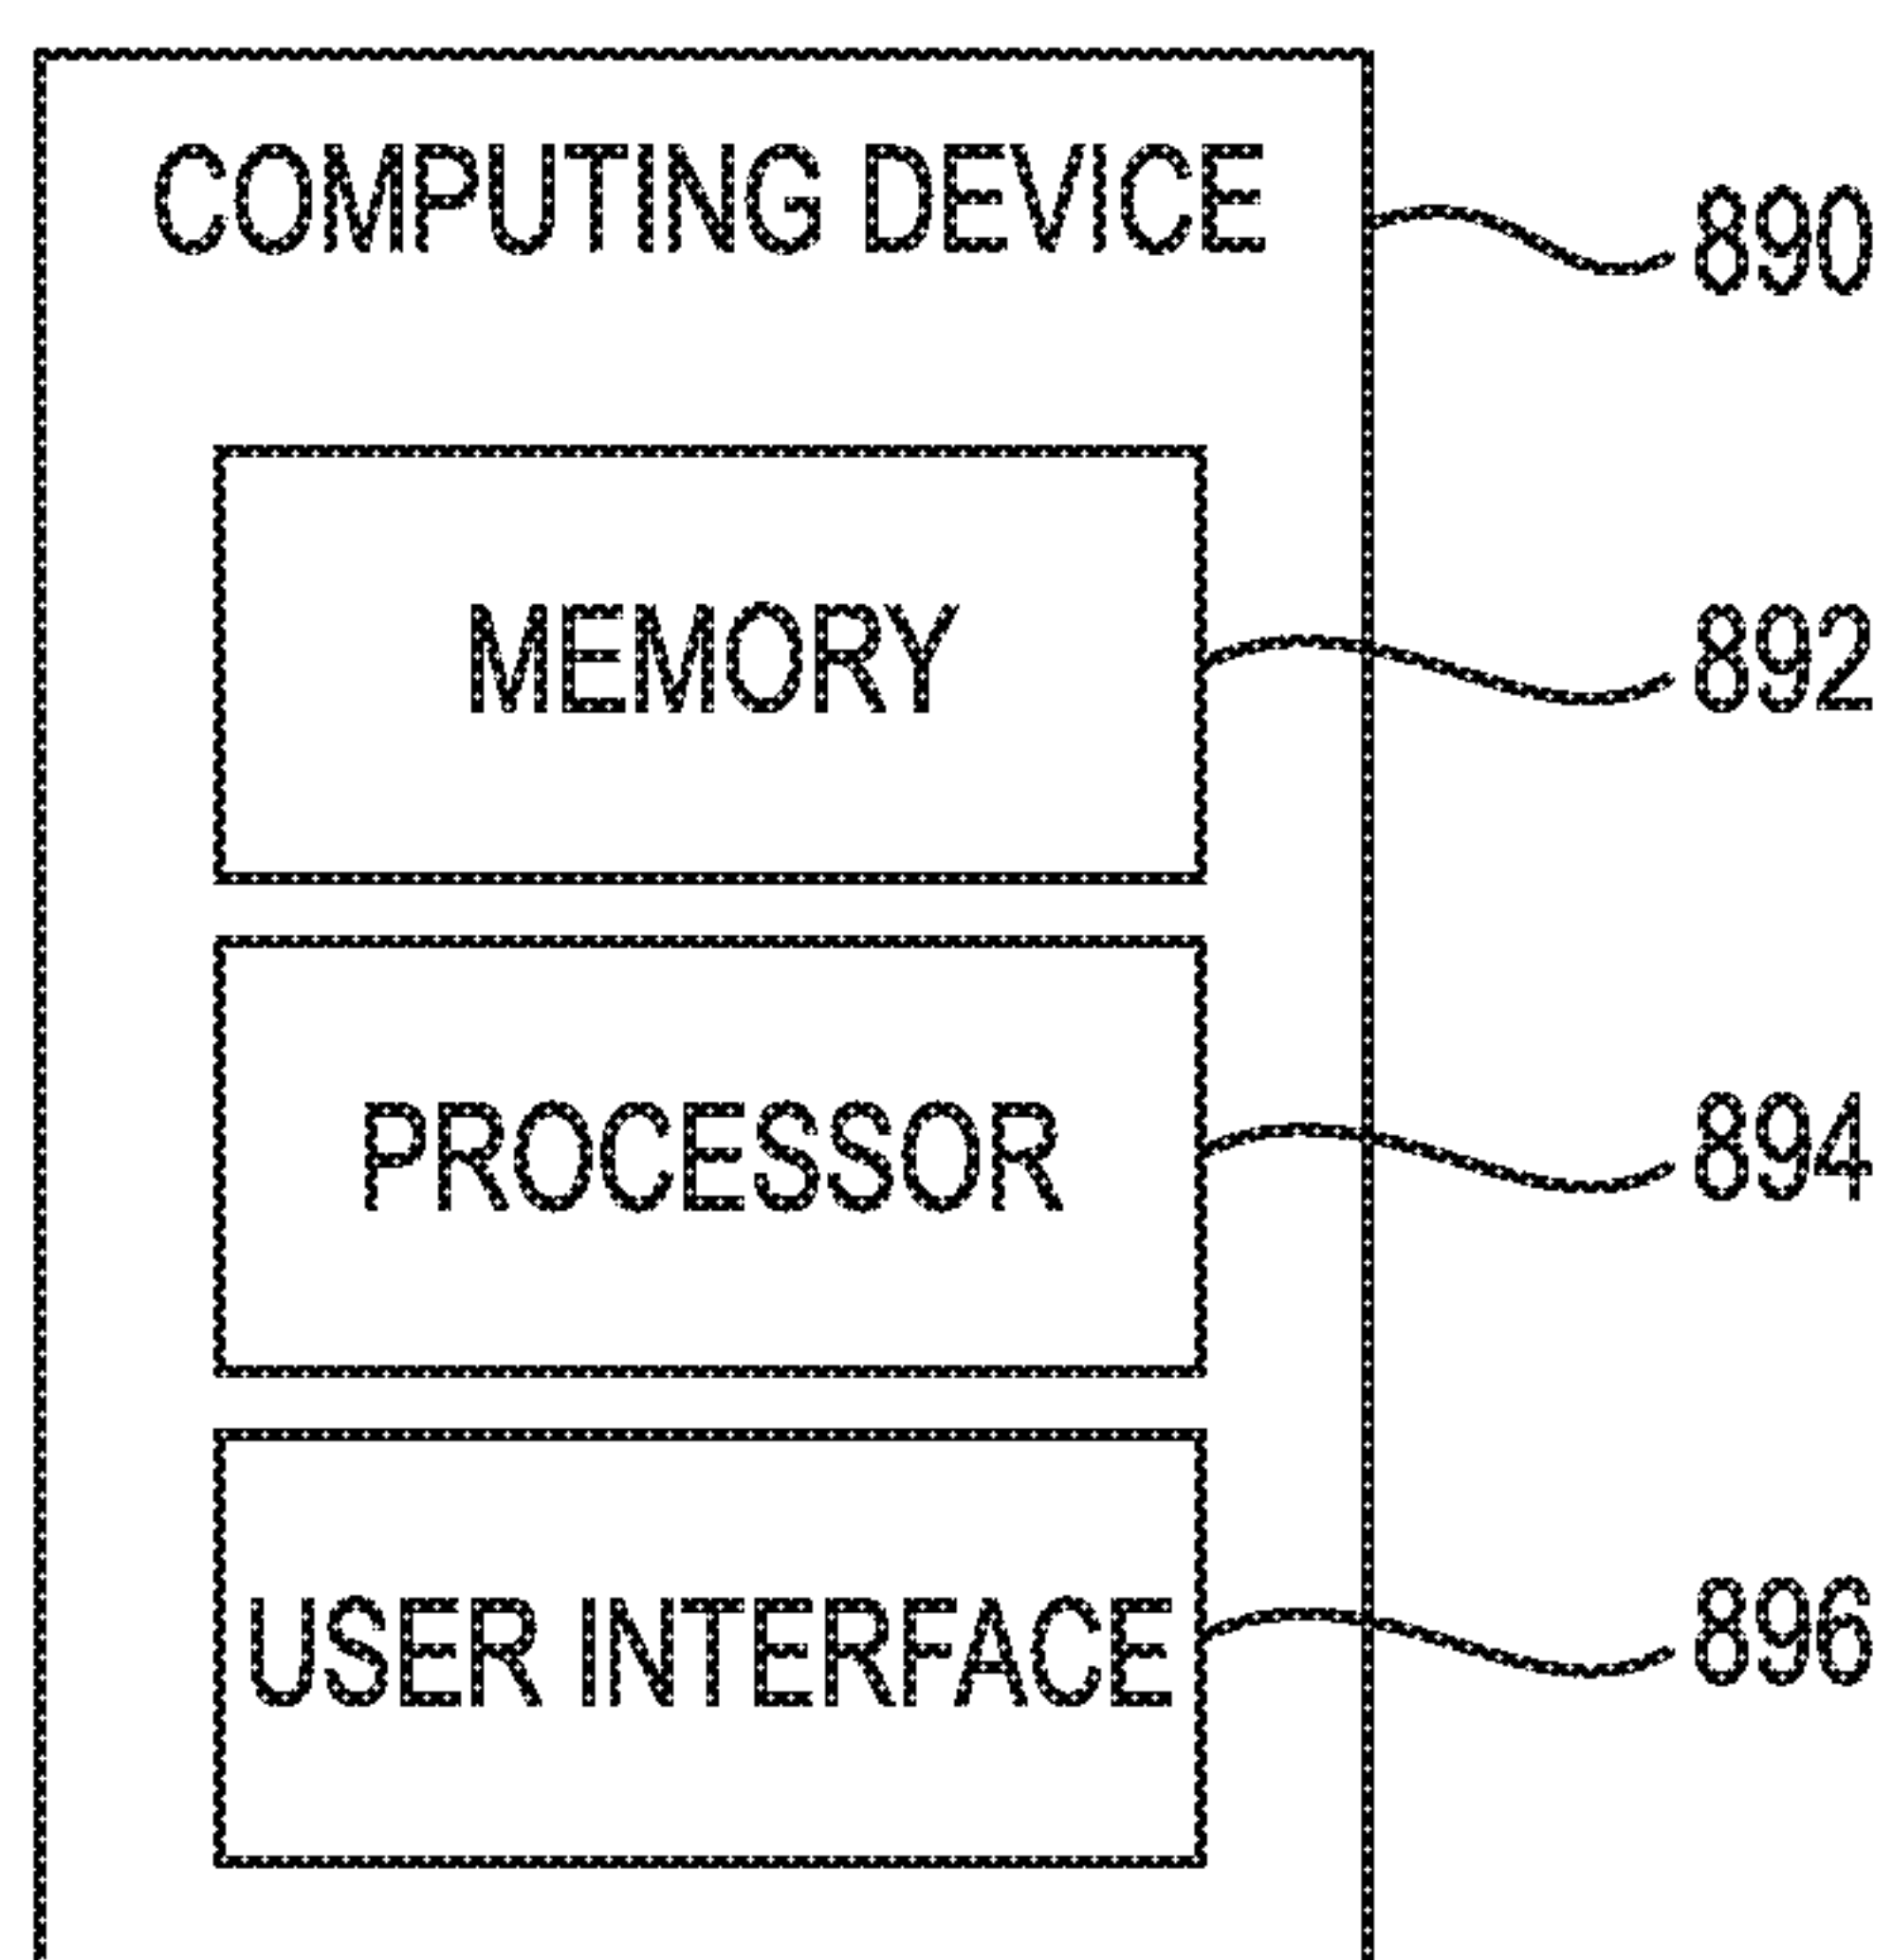 COMPUTING DEVICE
890
MEMORY
892
PROCESSOR
894
USER INTERFACE
896